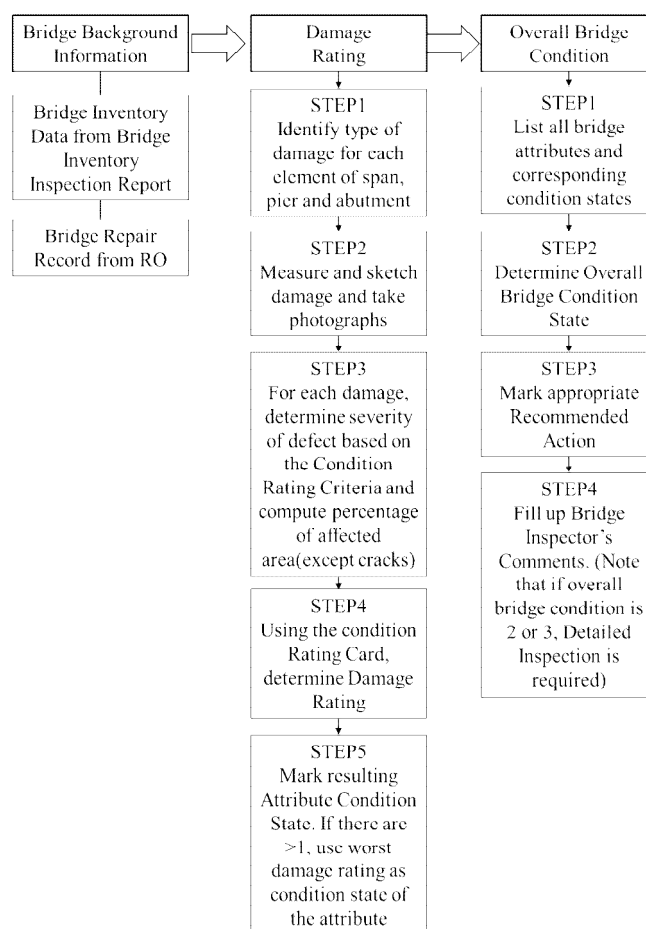 Bridge Background
Information
Bridge Inventory
Data from Bridge
Inventory
Inspection Report
Bridge Repair
Record from RO
Damage
Rating
STEP1
Identify type of
damage for each
element of span,
pier and abutment
STEP2
Measure and sketch
damage and take
photographs
STEP3
For each damage,
determine severity
of defect based on
the Condition
Rating Criteria and
compute percentage
of affected
area(except cracks)
STEP4
Using the condition
Rating Card,
determine Damage
Rating
STEP5
Mark resulting
Attribute Condition
State. If there are
>1, use worst
damage rating as
condition state of
the attribute
Overall Bridge
Condition
STEP1
List all bridge
attributes and
corresponding
condition states
STEP2
Determine Overall
Bridge Condition
State
STEP3
Mark appropriate
Recommended
Action
STEP4
Fill up Bridge
Inspector's
Comments. (Note
that if overall
bridge condition is
2 or 3, Detailed
Inspection is
required)